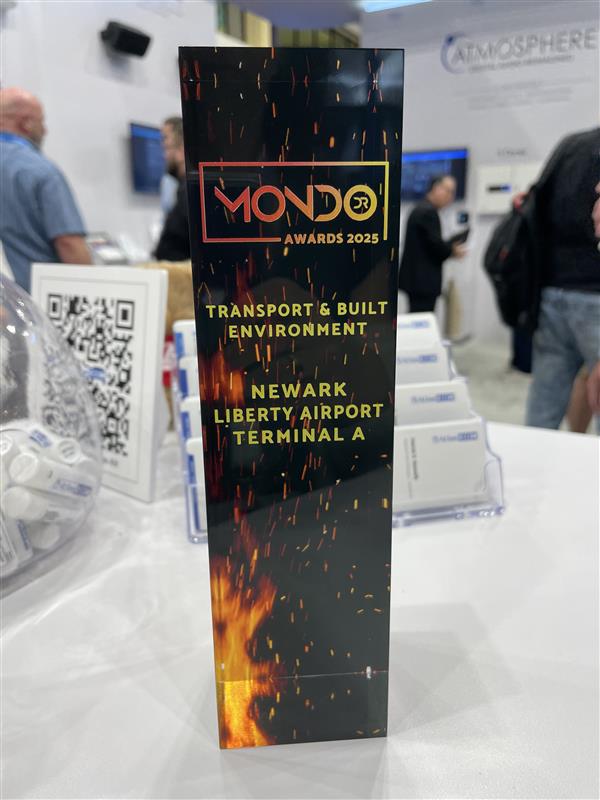 ATMOSPHERE
MONDO
DR
AWARDS 2025
TRANSPORT & BUILT
ENVIRONMENT
NEWARK
LIBERTY AIRPORT
TERMINAL A